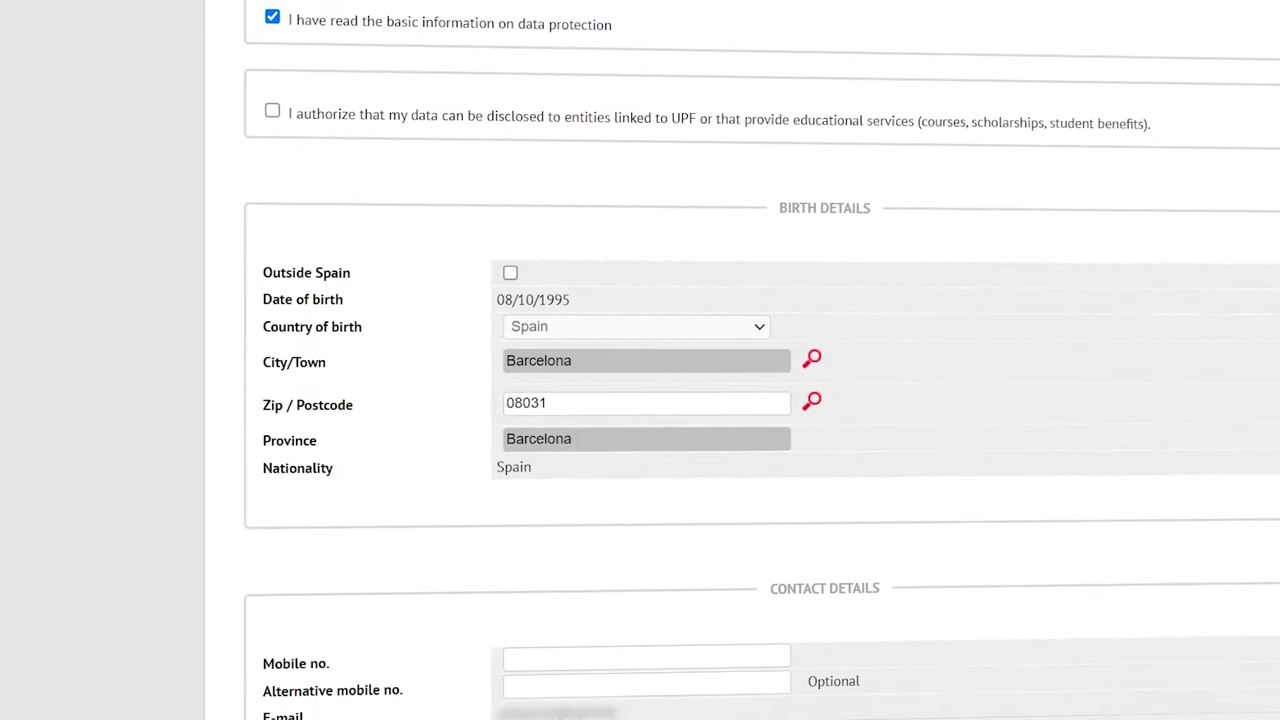 I have read the basic information on data protection
I authorize that my data can be disclosed to entities linked to UPF or that provide educational services (courses, scholarships, student benefits).
BIRTH DETAILS
Outside Spain
Date of birth 08/10/1995
Country of birth Spain
City/Town Barcelona
Zip / Postcode 08031
Province Barcelona
Nationality Spain
CONTACT DETAILS
Mobile no.
Alternative mobile no. Optional
E-mail